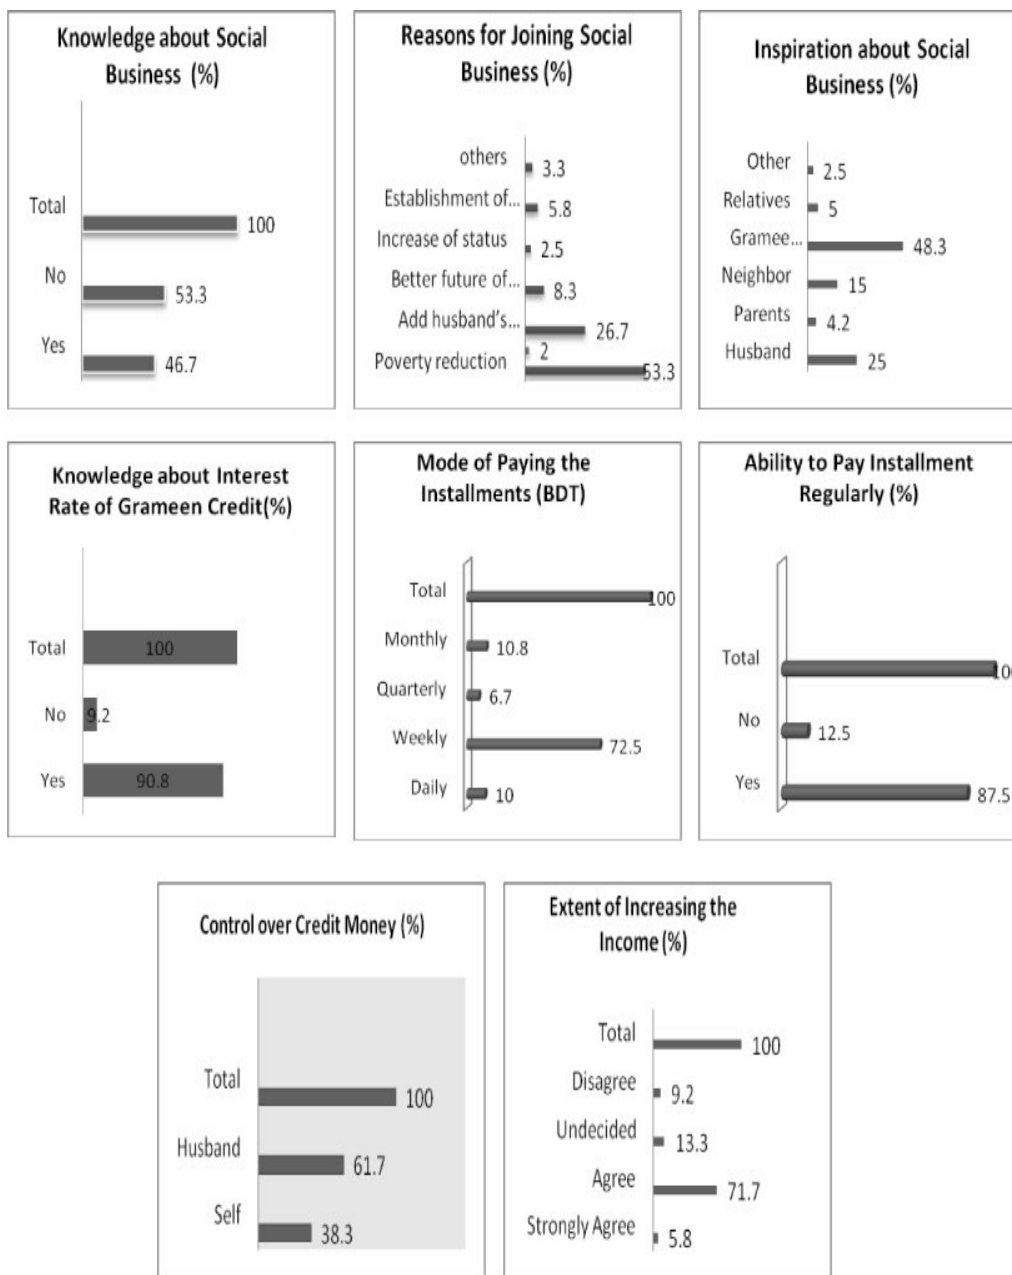 Knowledge about Social
Business (%)
Total
100
No
53.3
Yes
46.7
Reasons for Joining Social
Business (%)
others
3.3
Establishment of...
5.8
Increase of status
2.5
Better future of...
8.3
Add husband's...
26.7
2
Poverty reduction
53.3
Inspiration about Social
Business (%)
Other
2.5
Relatives
5
Gramee...
48.3
Neighbor
15
Parents
4.2
Husband
25
Knowledge about Interest
Rate of Grameen Credit(%)
Total
100
No
9.2
Yes
90.8
Mode of Paying the
Installments (BDT)
Total
100
Monthly
10.8
Quarterly
6.7
Weekly
72.5
Daily
10
Ability to Pay Installment
Regularly (%)
Total
No
12.5
Yes
87.5
Control over Credit Money (%)
Total
100
Husband
61.7
Self
38.3
Extent of Increasing the
Income (%)
Total
100
Disagree
9.2
Undecided
13.3
Agree
71.7
Strongly Agree
5.8